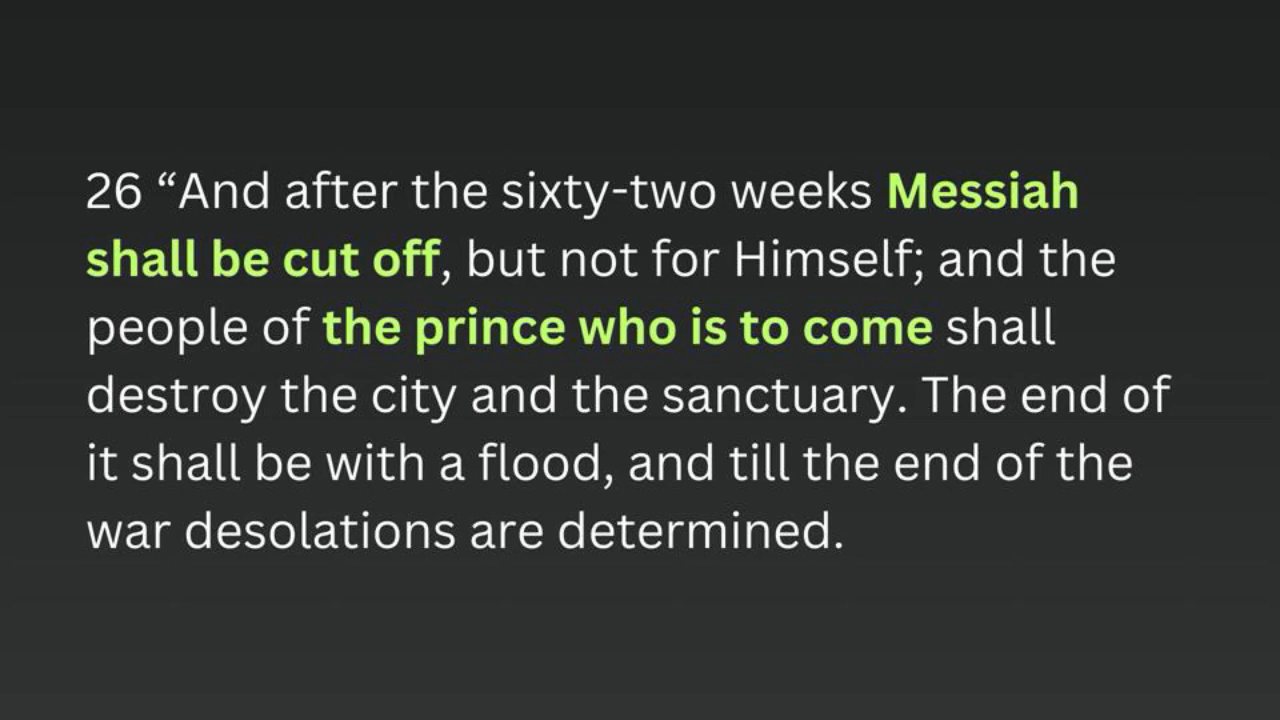 26 “And after the sixty-two weeks Messiah
shall be cut off, but not for Himself; and the
people of the prince who is to come shall
destroy the city and the sanctuary. The end of
it shall be with a flood, and till the end of the
war desolations are determined.